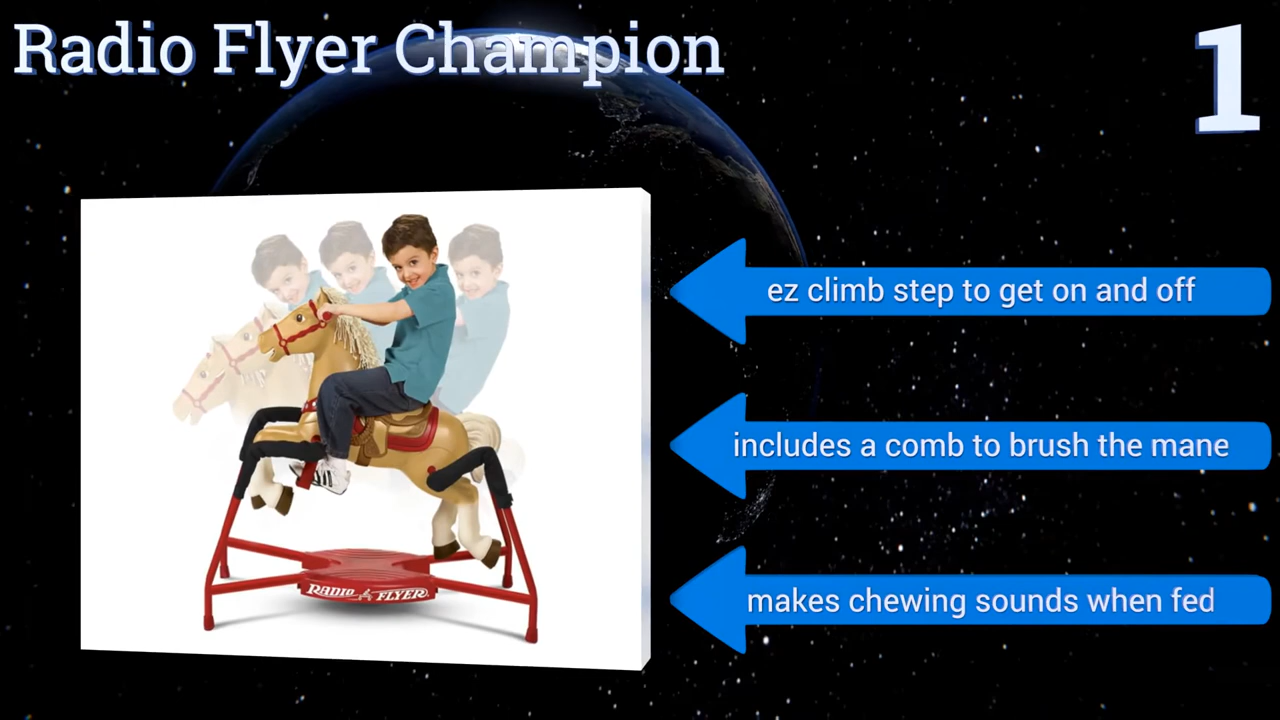 Radio Flyer Champion
1
ez climb step to get on and off
includes a comb to brush the mane
makes chewing sounds when fed
RADIO FLYER